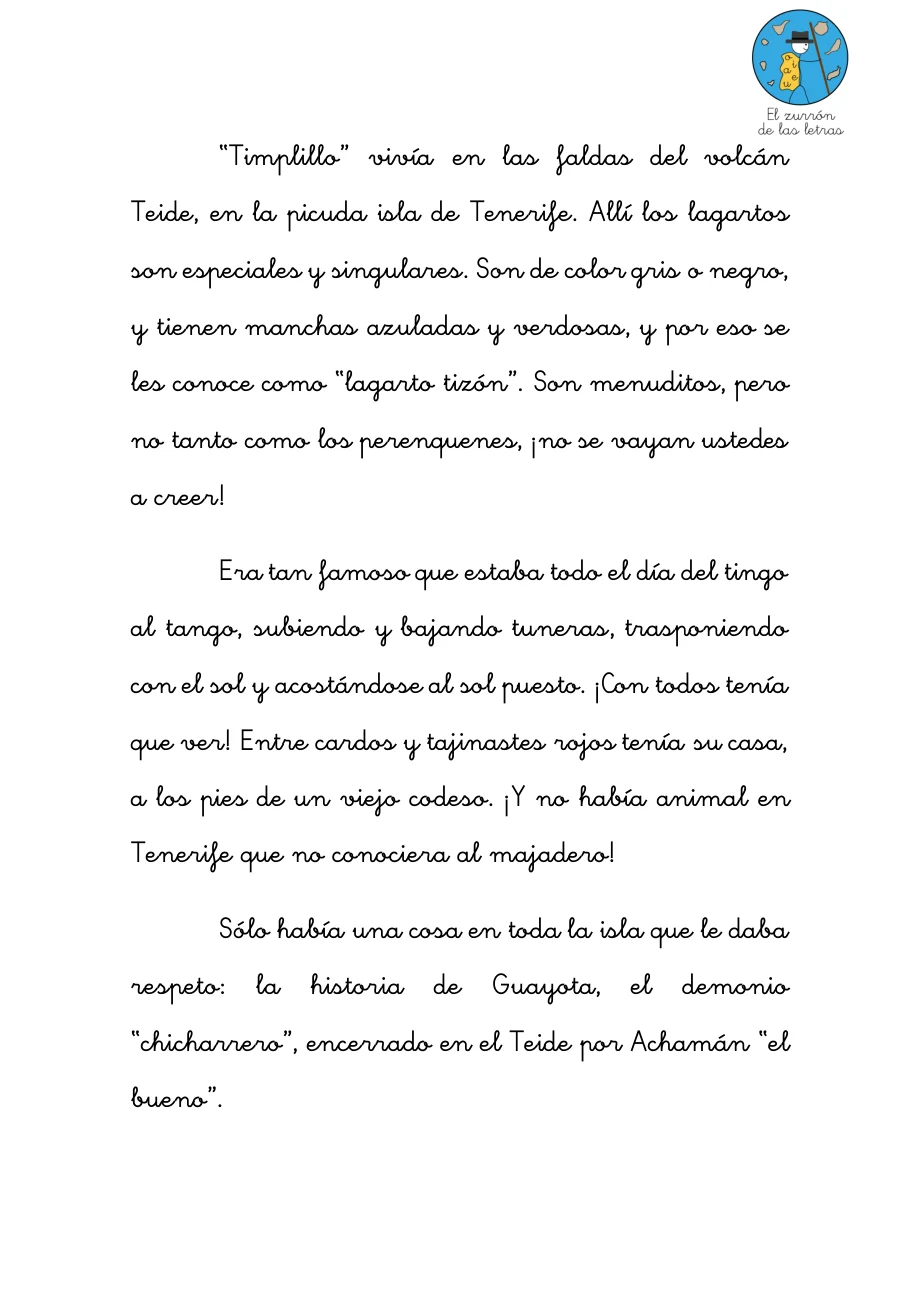 El zurrón
de las letras
“Timplillo” vivía en las faldas del volcán
Teide, en la picuda isla de Tenerife. Allí los lagartos
son especiales y singulares. Son de color gris o negro,
y tienen manchas azuladas y verdosas, y por eso se
les conoce como “lagarto tizón”. Son menuditos, pero
no tanto como los perenquenes, ¡no se vayan ustedes
a creer!
Era tan famoso que estaba todo el día del tingo
al tango, subiendo y bajando tuneras, trasponiendo
con el sol y acostándose al sol puesto. ¡Con todos tenía
que ver! Entre cardos y tajinastes rojos tenía su casa,
a los pies de un viejo codeso. ¡Y no había animal en
Tenerife que no conociera al majadero!
Sólo había una cosa en toda la isla que le daba
respeto: la historia de Guayota, el demonio
“chicharrero”, encerrado en el Teide por Achamán “el
bueno”.